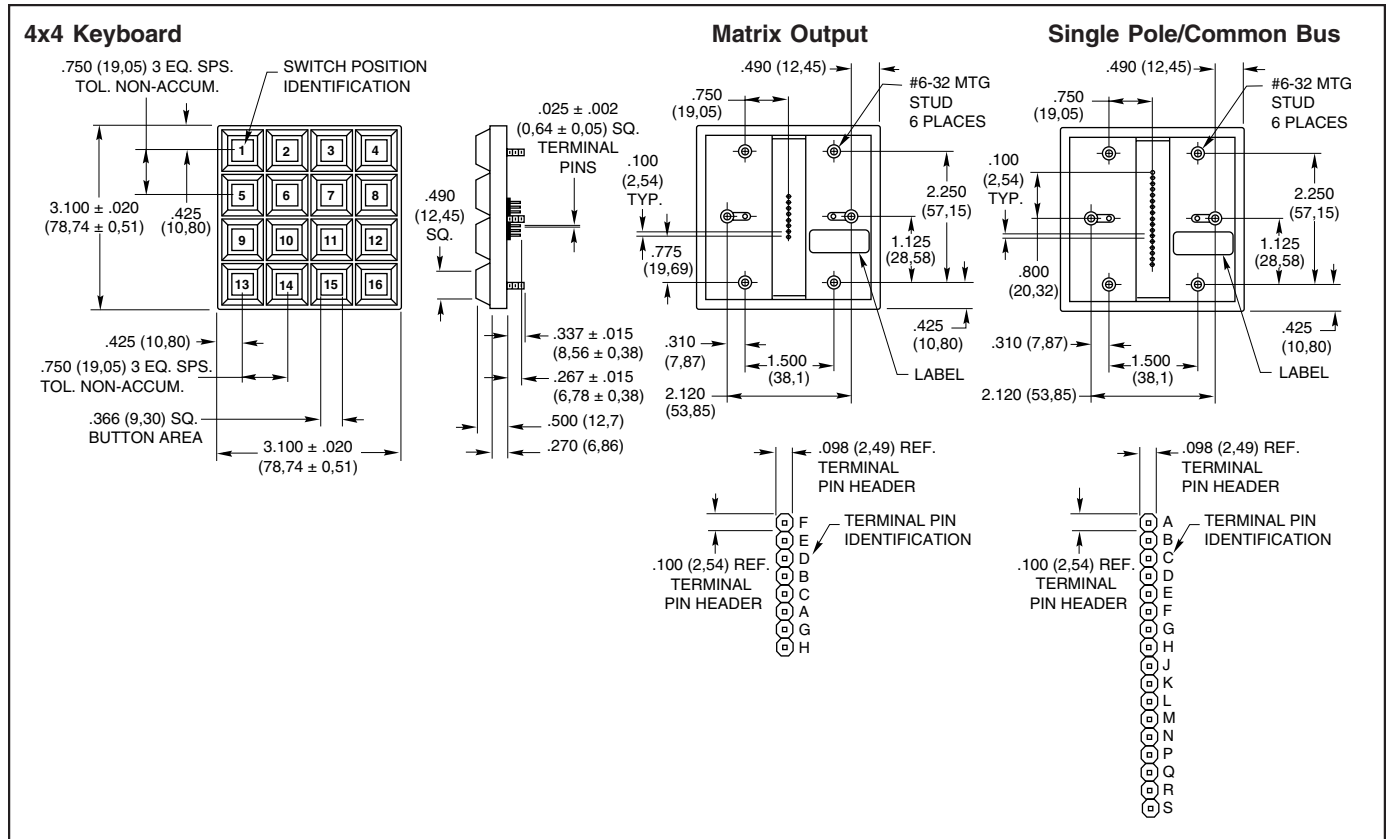 4x4 Keyboard
.750 (19,05) 3 EQ. SPS.
TOL. NON-ACCUM.
SWITCH POSITION
IDENTIFICATION
3.100 ± .020
(78,74 ± 0,51)
.425
(10,80)
1 2 3 4
5 6 7 8
9 10 11 12
13 14 15 16
.425 (10,80)
.750 (19,05) 3 EQ. SPS.
TOL. NON-ACCUM.
.366 (9,30) SQ.
BUTTON AREA
3.100 ± .020
(78,74 ± 0,51)
.025 ± .002
(0,64 ± 0,05) SQ.
TERMINAL
PINS
.490
(12,45)
SQ.
.337 ± .015
(8,56 ± 0,38)
.267 ± .015
(6,78 ± 0,38)
.500 (12,7)
.270 (6,86)
Matrix Output
.490 (12,45)
.750
(19,05)
#6-32 MTG
STUD
6 PLACES
.100
(2,54)
TYP.
.775
(19,69)
2.250
(57,15)
1.125
(28,58)
.425
(10,80)
.310
(7,87)
1.500
(38,1)
LABEL
2.120
(53,85)
.098 (2,49) REF.
TERMINAL
PIN HEADER
TERMINAL PIN
IDENTIFICATION
.100 (2,54) REF.
TERMINAL
PIN HEADER
F
E
D
B
C
A
G
H
Single Pole/Common Bus
.490 (12,45)
.750
(19,05)
#6-32 MTG
STUD
6 PLACES
.100
(2,54)
TYP.
.800
(20,32)
2.250
(57,15)
1.125
(28,58)
.425
(10,80)
.310 (7,87)
1.500
(38,1)
LABEL
2.120 (53,85)
.098 (2,49) REF.
TERMINAL
PIN HEADER
TERMINAL PIN
IDENTIFICATION
.100 (2,54) REF.
TERMINAL
PIN HEADER
A
B
C
D
E
F
G
H
J
K
L
M
N
P
Q
R
S